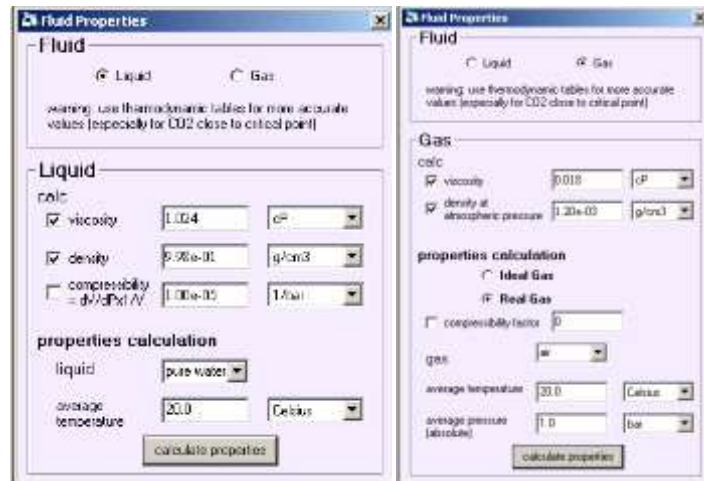 Fluid Properties
Fluid
Liquid Gas
warning: use thermodynamic tables for more accurate
values (especially for CO2 close to critical point)
Liquid
calc
viscosity 1.024 cP
density 9.98e-01 g/cm3
compressibility
= dV/dPx1/V 1.00e-05 1/bar
properties calculation
liquid pure water
average
temperature 20.0 Celsius
calculate properties
Fluid Properties
Fluid
Liquid Gas
warning: use thermodynamic tables for more accurate
values (especially for CO2 close to critical point)
Gas
calc
viscosity 0.018 cP
density at
atmospheric pressure 1.20e-03 g/cm3
properties calculation
Ideal Gas
Real Gas
compressibility factor 0
gas air
average temperature 20.0 Celsius
average pressure
(absolute) 1.0 bar
calculate properties